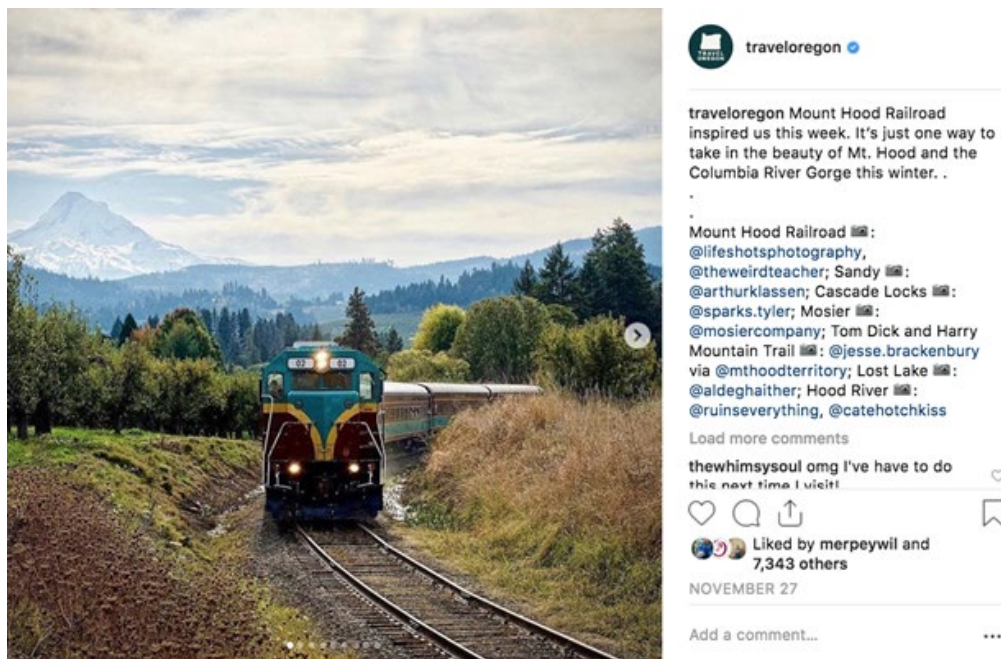 TRAVEL
OREGON
traveloregon
traveloregon Mount Hood Railroad
inspired us this week. It's just one way to
take in the beauty of Mt. Hood and the
Columbia River Gorge this winter. .
.
.
Mount Hood Railroad 📷:
@lifeshotsphotography,
@theweirdteacher; Sandy 📷:
@arthurklassen; Cascade Locks 📷:
@sparks.tyler; Mosier 📷:
@mosiercompany; Tom Dick and Harry
Mountain Trail 📷: @jesse.brackenbury
via @mthoodterritory; Lost Lake 📷:
@aldeghaither; Hood River 📷:
@ruinseverything, @catehotchkiss
Load more comments
thewhimsysoul omg I've have to do
this next time I visit!
Liked by merpeywil and
7,343 others
NOVEMBER 27
Add a comment...
02 02